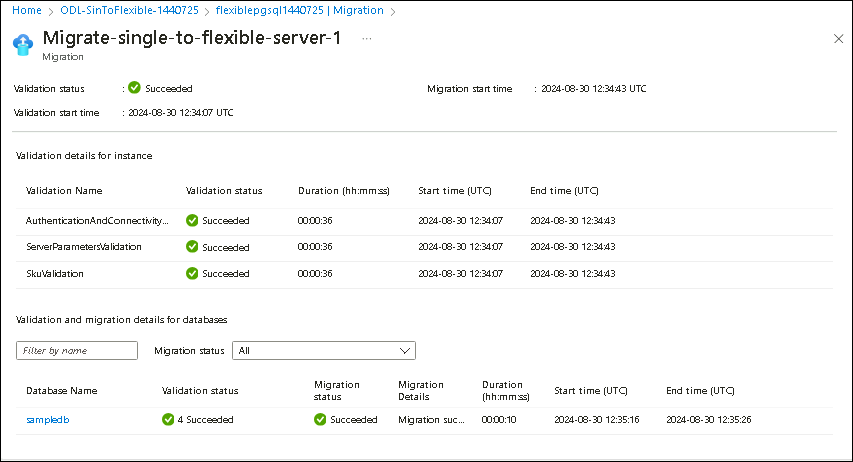 Home > ODL-SinToFlexible-1440725 > flexiblepgsql1440725 | Migration >
Migrate-single-to-flexible-server-1 ...
Migration
Validation status : Succeeded Migration start time : 2024-08-30 12:34:43 UTC
Validation start time : 2024-08-30 12:34:07 UTC
Validation details for instance
Validation Name Validation status Duration (hh:mm:ss) Start time (UTC) End time (UTC)
AuthenticationAndConnectivity... Succeeded 00:00:36 2024-08-30 12:34:07 2024-08-30 12:34:43
ServerParametersValidation Succeeded 00:00:36 2024-08-30 12:34:07 2024-08-30 12:34:43
SkuValidation Succeeded 00:00:36 2024-08-30 12:34:07 2024-08-30 12:34:43
Validation and migration details for databases
Filter by name Migration status All
Database Name Validation status Migration status Migration Details Duration (hh:mm:ss) Start time (UTC) End time (UTC)
sampledb 4 Succeeded Succeeded Migration suc... 00:00:10 2024-08-30 12:35:16 2024-08-30 12:35:26